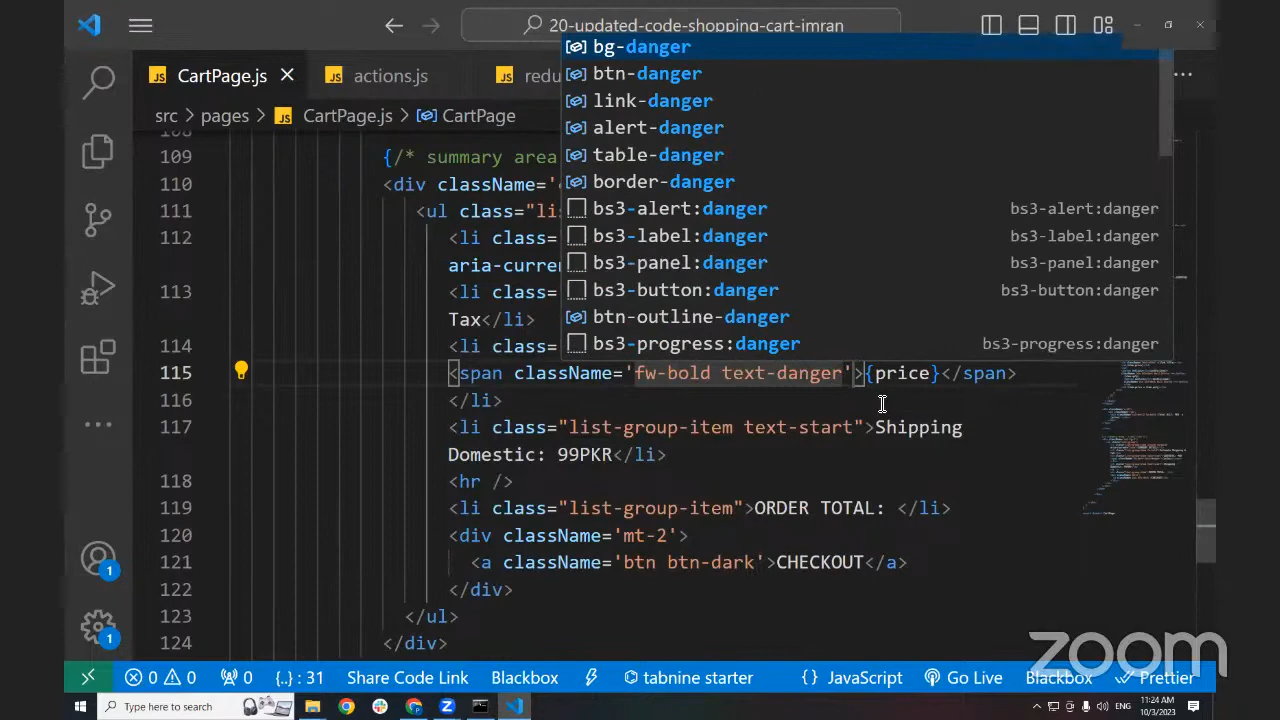 20-updated-code-shopping-cart-imran
CartPage.js
actions.js
redu
src > pages > CartPage.js > CartPage
bg-danger
btn-danger
link-danger
alert-danger
table-danger
border-danger
bs3-alert:danger bs3-alert:danger
bs3-label:danger bs3-label:danger
bs3-panel:danger bs3-panel:danger
bs3-button:danger bs3-button:danger
btn-outline-danger
bs3-progress:danger bs3-progress:danger
109 {/* summary area
110 <div className='
111 <ul class="lis
112 <li class=
aria-curre
113 <li class=
Tax</li>
114 <li class=
115 <span className='fw-bold text-danger'>{price}</span>
116 </li>
117 <li class="list-group-item text-start">Shipping
Domestic: 99PKR</li>
118 <hr />
119 <li class="list-group-item">ORDER TOTAL: </li>
120 <div className='mt-2'>
121 <a className='btn btn-dark'>CHECKOUT</a>
122 </div>
123 </ul>
124 </div>
1
1
zoom
0 0 0 {..} : 31 Share Code Link Blackbox tabnine starter { } JavaScript Go Live Blackbox Prettier
Type here to search
ENG
11:24 AM
10/3/2023